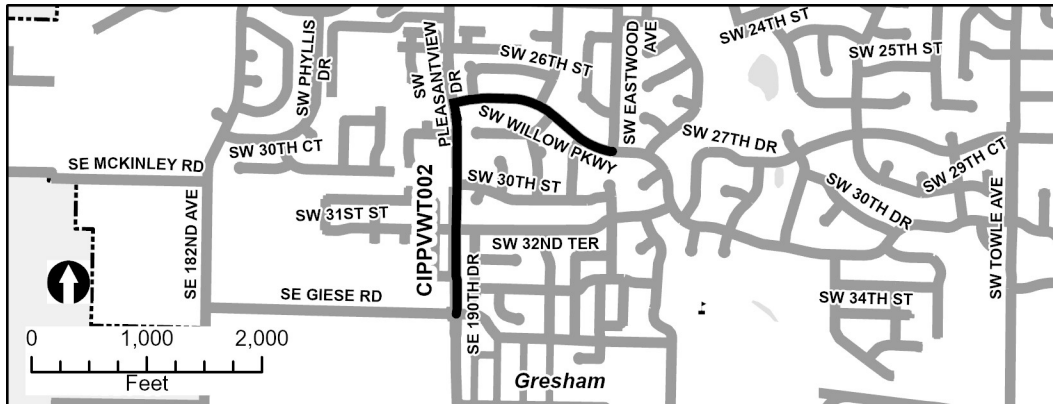 SW 24TH ST
SW EASTWOOD
AVE
SW PHYLLIS
DR
SW
PLEASANTVIEW
DR
SW 26TH ST
SW 25TH ST
SW WILLOW PKWY
SW 27TH DR
SW 30TH CT
SE MCKINLEY RD
SW 29TH CT
SW 30TH ST
SW 30TH DR
SW 31ST ST
CIPPVWT002
SE 182ND AVE
SW TOWLE AVE
SW 32ND TER
SE GIESE RD
SE 190TH DR
SW 34TH ST
0 1,000 2,000
Feet
Gresham